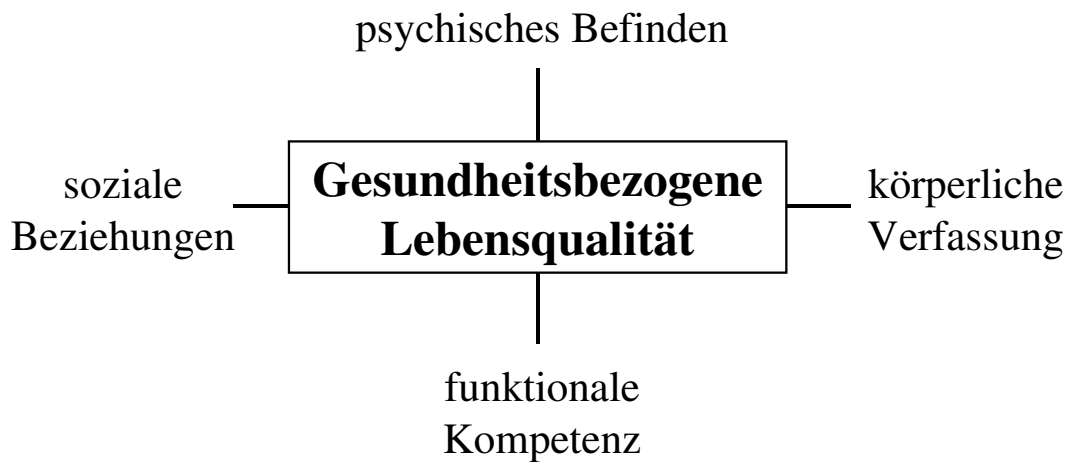 psychisches Befinden
soziale
Beziehungen
Gesundheitsbezogene
Lebensqualität
körperliche
Verfassung
funktionale
Kompetenz